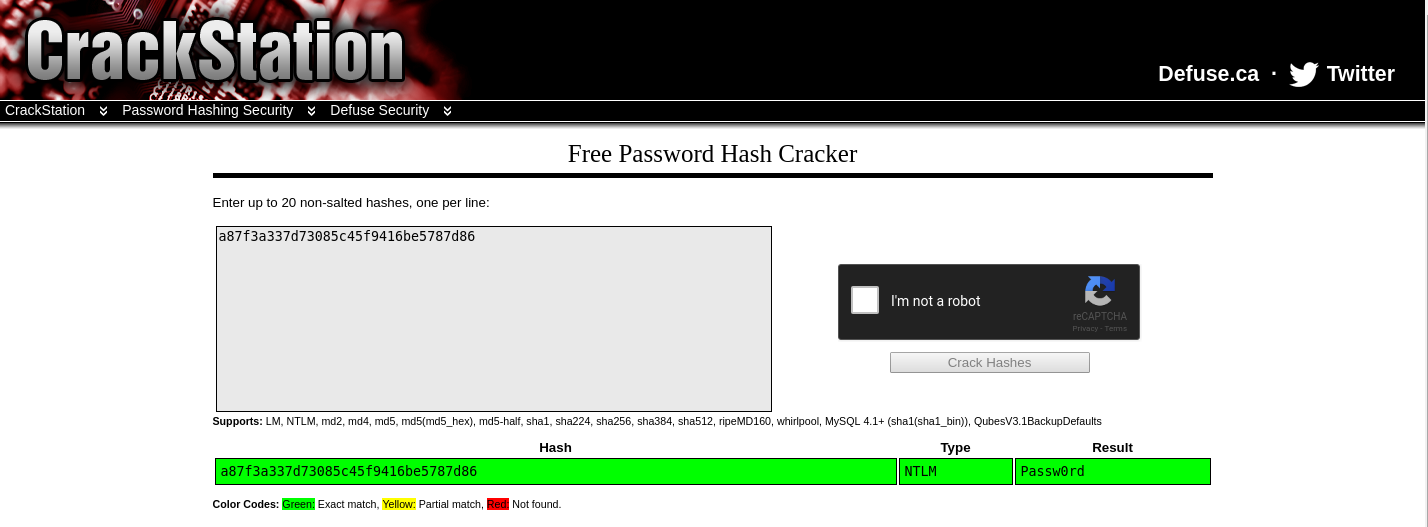 CrackStation
Defuse.ca · Twitter
CrackStation Password Hashing Security Defuse Security
Free Password Hash Cracker
Enter up to 20 non-salted hashes, one per line:
a87f3a337d73085c45f9416be5787d86
I'm not a robot
reCAPTCHA
Privacy - Terms
Crack Hashes
Supports: LM, NTLM, md2, md4, md5, md5(md5_hex), md5-half, sha1, sha224, sha256, sha384, sha512, ripeMD160, whirlpool, MySQL 4.1+ (sha1(sha1_bin)), QubesV3.1BackupDefaults
Hash Type Result
a87f3a337d73085c45f9416be5787d86 NTLM Passw0rd
Color Codes: Green: Exact match, Yellow: Partial match, Red: Not found.